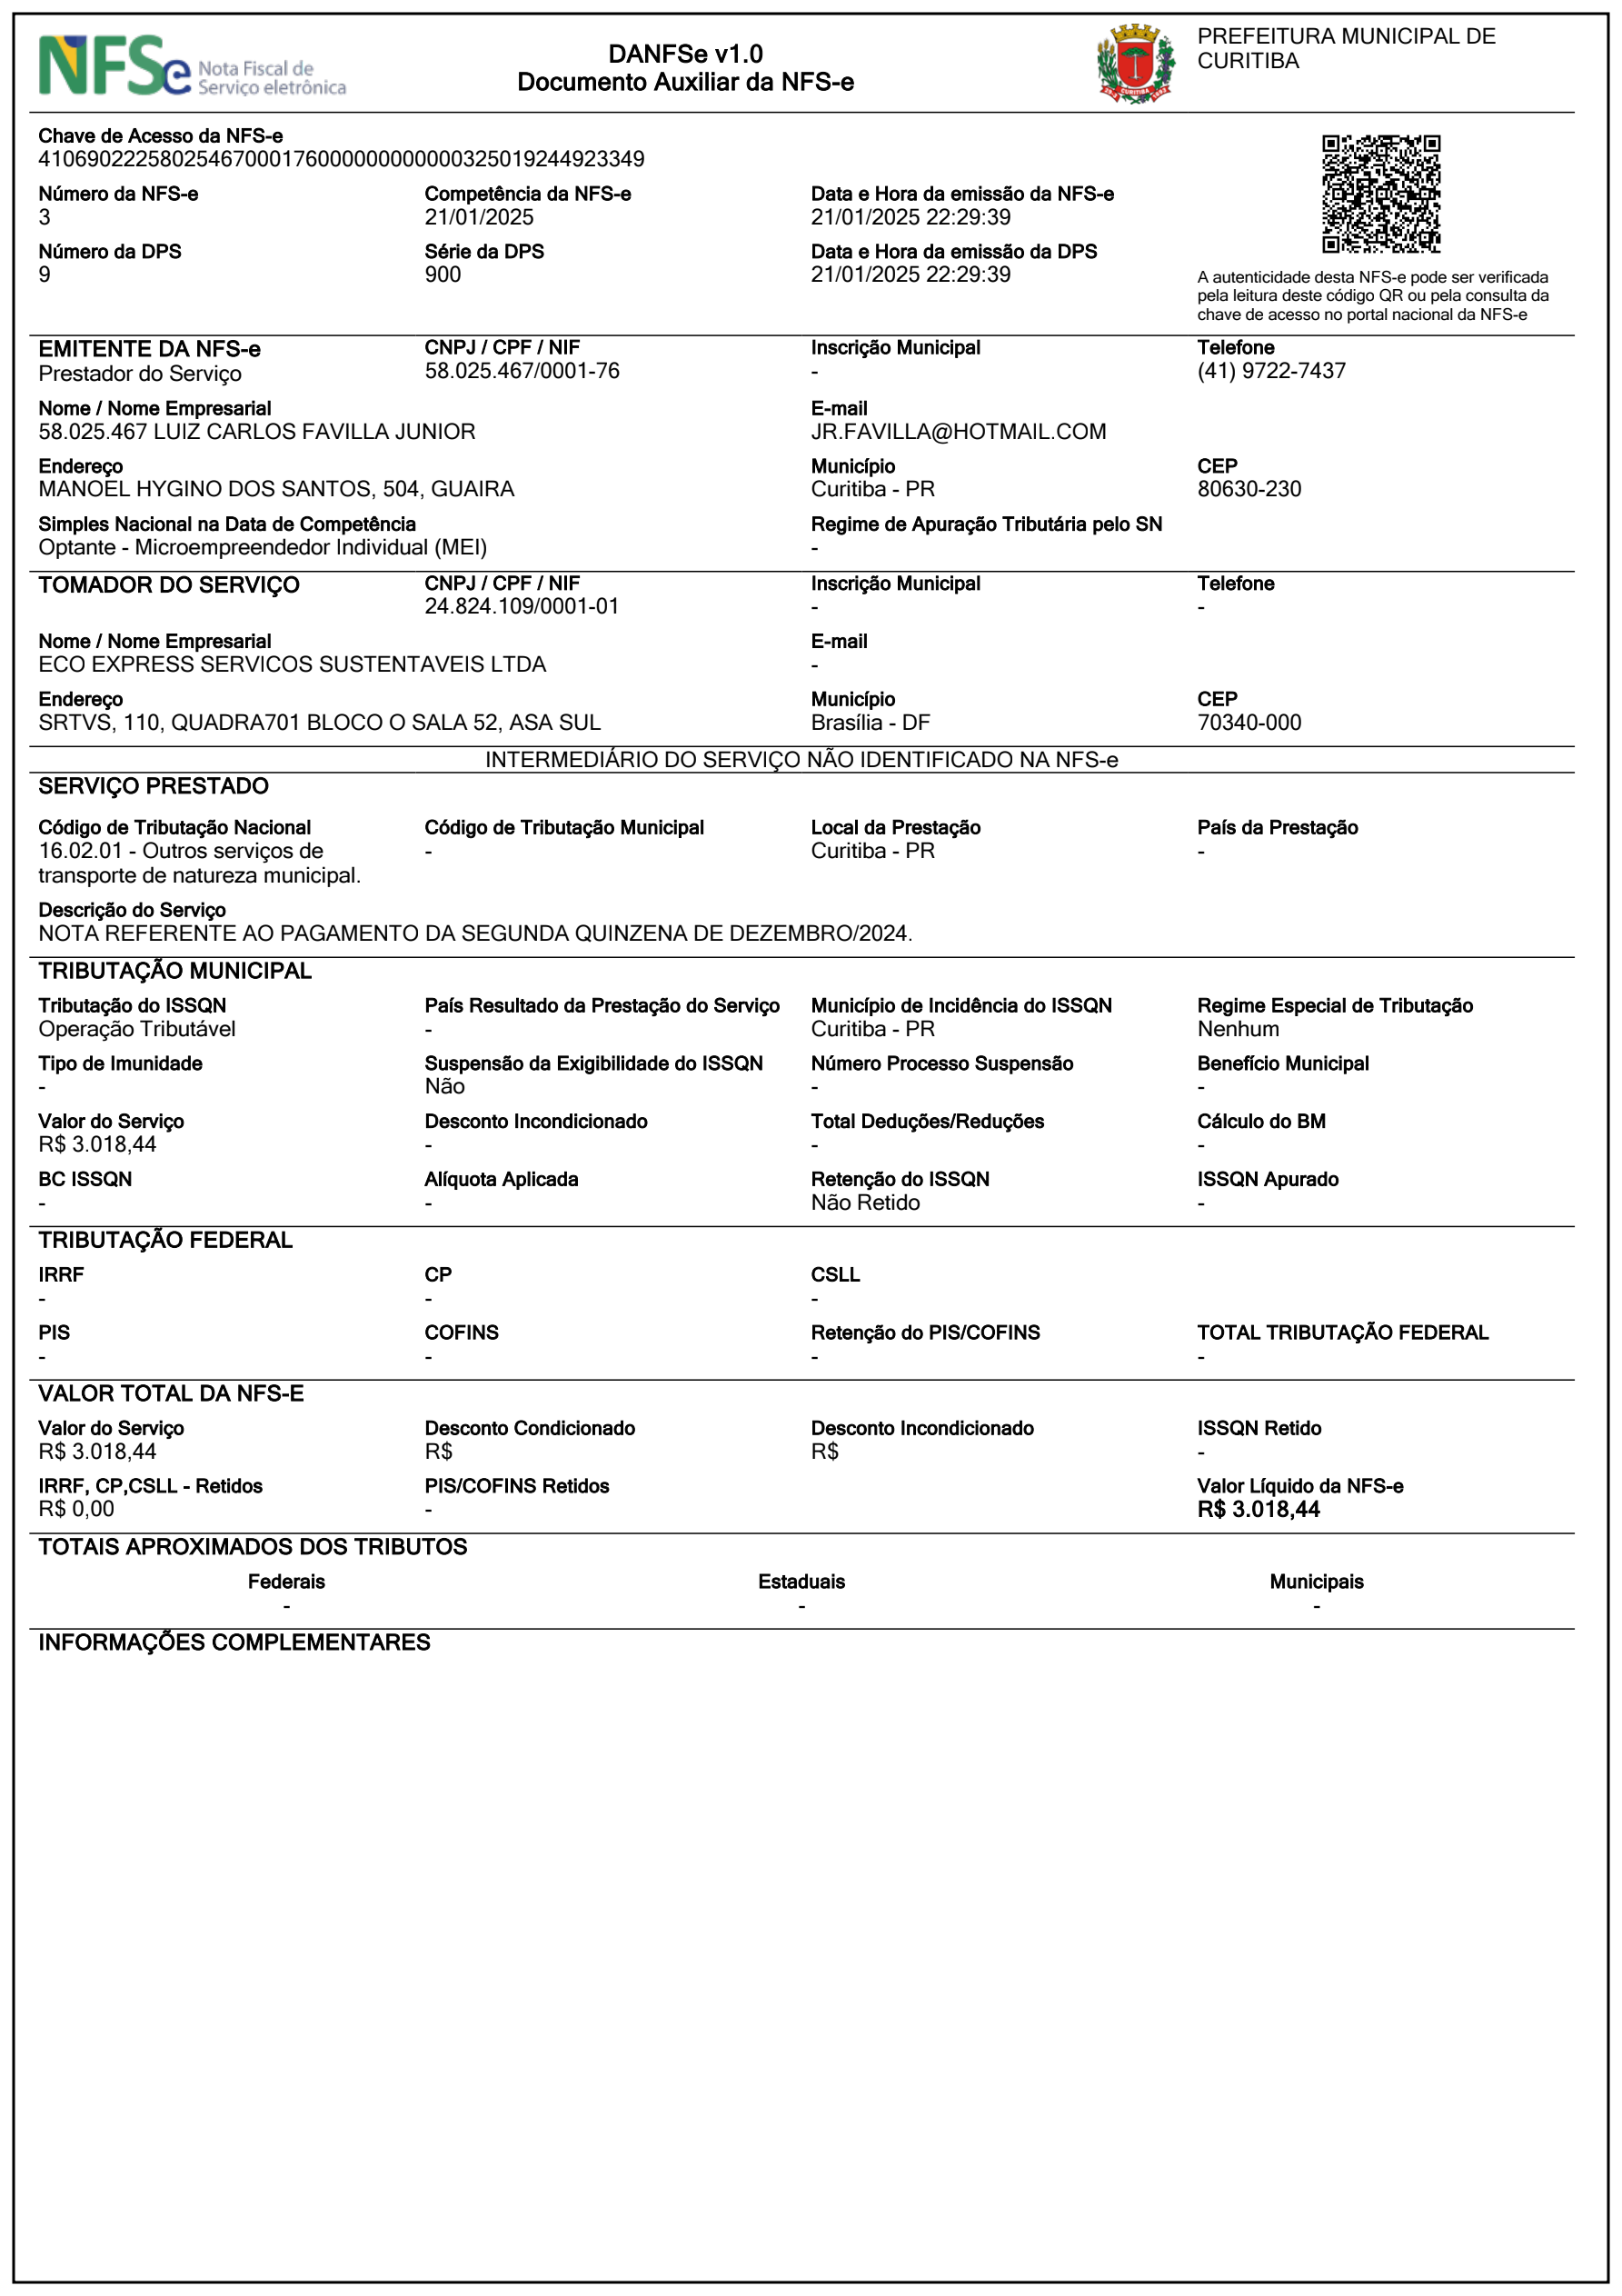 NFSe Nota Fiscal de
Serviço eletrônica
DANFSe v1.0
Documento Auxiliar da NFS-e
PREFEITURA MUNICIPAL DE
CURITIBA
Chave de Acesso da NFS-e
41069022258025467000176000000000000325019244923349
Número da NFS-e Competência da NFS-e Data e Hora da emissão da NFS-e
3 21/01/2025 21/01/2025 22:29:39
Número da DPS Série da DPS Data e Hora da emissão da DPS
9 900 21/01/2025 22:29:39
A autenticidade desta NFS-e pode ser verificada
pela leitura deste código QR ou pela consulta da
chave de acesso no portal nacional da NFS-e
EMITENTE DA NFS-e CNPJ / CPF / NIF Inscrição Municipal Telefone
Prestador do Serviço 58.025.467/0001-76 - (41) 9722-7437
Nome / Nome Empresarial E-mail
58.025.467 LUIZ CARLOS FAVILLA JUNIOR JR.FAVILLA@HOTMAIL.COM
Endereço Município CEP
MANOEL HYGINO DOS SANTOS, 504, GUAIRA Curitiba - PR 80630-230
Simples Nacional na Data de Competência Regime de Apuração Tributária pelo SN
Optante - Microempreendedor Individual (MEI) -
TOMADOR DO SERVIÇO CNPJ / CPF / NIF Inscrição Municipal Telefone
24.824.109/0001-01 - -
Nome / Nome Empresarial E-mail
ECO EXPRESS SERVICOS SUSTENTAVEIS LTDA -
Endereço Município CEP
SRTVS, 110, QUADRA701 BLOCO O SALA 52, ASA SUL Brasília - DF 70340-000
INTERMEDIÁRIO DO SERVIÇO NÃO IDENTIFICADO NA NFS-e
SERVIÇO PRESTADO
Código de Tributação Nacional Código de Tributação Municipal Local da Prestação País da Prestação
16.02.01 - Outros serviços de - Curitiba - PR -
transporte de natureza municipal.
Descrição do Serviço
NOTA REFERENTE AO PAGAMENTO DA SEGUNDA QUINZENA DE DEZEMBRO/2024.
TRIBUTAÇÃO MUNICIPAL
Tributação do ISSQN País Resultado da Prestação do Serviço Município de Incidência do ISSQN Regime Especial de Tributação
Operação Tributável - Curitiba - PR Nenhum
Tipo de Imunidade Suspensão da Exigibilidade do ISSQN Número Processo Suspensão Benefício Municipal
- Não - -
Valor do Serviço Desconto Incondicionado Total Deduções/Reduções Cálculo do BM
R$ 3.018,44 - - -
BC ISSQN Alíquota Aplicada Retenção do ISSQN ISSQN Apurado
- - Não Retido -
TRIBUTAÇÃO FEDERAL
IRRF CP CSLL
- - -
PIS COFINS Retenção do PIS/COFINS TOTAL TRIBUTAÇÃO FEDERAL
- - - -
VALOR TOTAL DA NFS-E
Valor do Serviço Desconto Condicionado Desconto Incondicionado ISSQN Retido
R$ 3.018,44 R$ R$ -
IRRF, CP,CSLL - Retidos PIS/COFINS Retidos Valor Líquido da NFS-e
R$ 0,00 - R$ 3.018,44
TOTAIS APROXIMADOS DOS TRIBUTOS
Federais Estaduais Municipais
- - -
INFORMAÇÕES COMPLEMENTARES